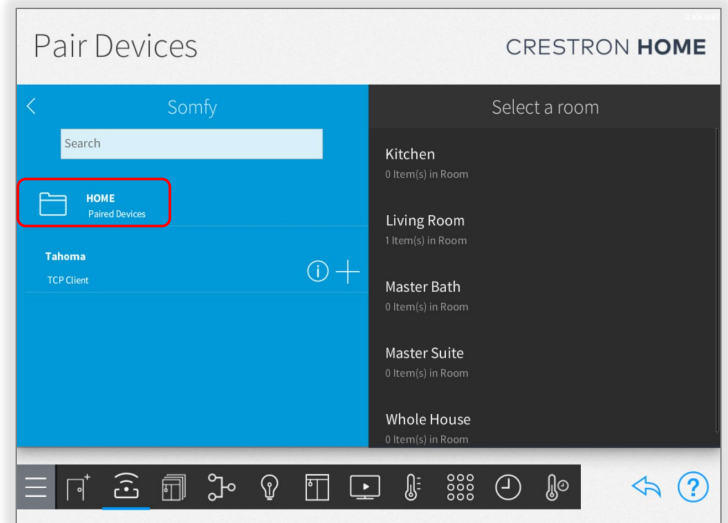 Pair Devices
CRESTRON HOME
Somfy
Search
HOME
Paired Devices
Tahoma
TCP Client
Select a room
Kitchen
0 Item(s) in Room
Living Room
1 Item(s) in Room
Master Bath
0 Item(s) in Room
Master Suite
0 Item(s) in Room
Whole House
0 Item(s) in Room